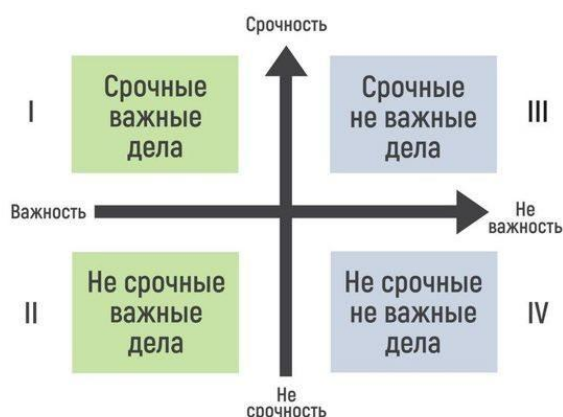 Срочность
I
Срочные
важные
дела
Срочные
не важные
дела
III
Важность
Не
важность
II
Не срочные
важные
дела
Не срочные
не важные
дела
IV
Не
срочность